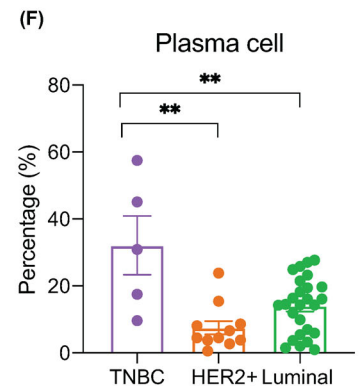 (F)
Plasma cell
**
**
Percentage (%)
80
60
40
20
0
TNBC HER2+ Luminal